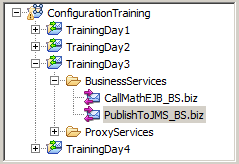 ConfigurationTraining
TrainingDay1
TrainingDay2
TrainingDay3
BusinessServices
CallMathEJB_BS.biz
PublishToJMS_BS.biz
ProxyServices
TrainingDay4